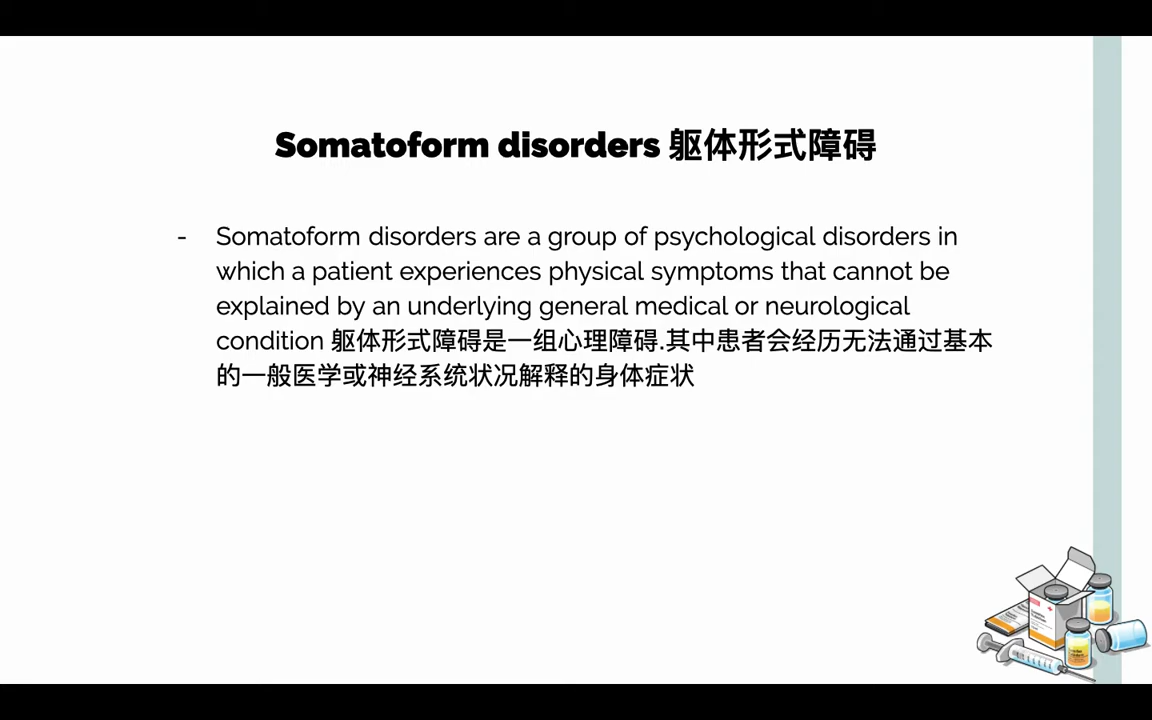 Somatoform disorders 躯体形式障碍
- Somatoform disorders are a group of psychological disorders in
which a patient experiences physical symptoms that cannot be
explained by an underlying general medical or neurological
condition 躯体形式障碍是一组心理障碍.其中患者会经历无法通过基本
的一般医学或神经系统状况解释的身体症状